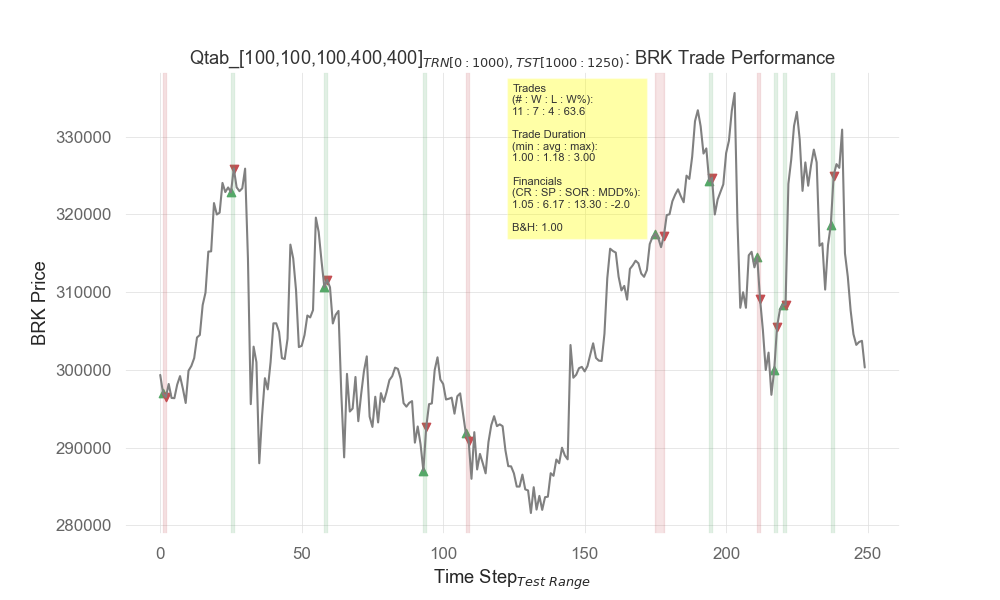 Qtab_[100,100,100,400,400]TRN[0 : 1000), TST[1000 : 1250): BRK Trade Performance
Trades
(# : W : L : W%):
11 : 7 : 4 : 63.6
Trade Duration
(min : avg : max):
1.00 : 1.18 : 3.00
Financials
(CR : SP : SOR : MDD%):
1.05 : 6.17 : 13.30 : -2.0
B&H: 1.00
BRK Price
330000
320000
310000
300000
290000
280000
0
50
100
150
200
250
Time StepTest Range